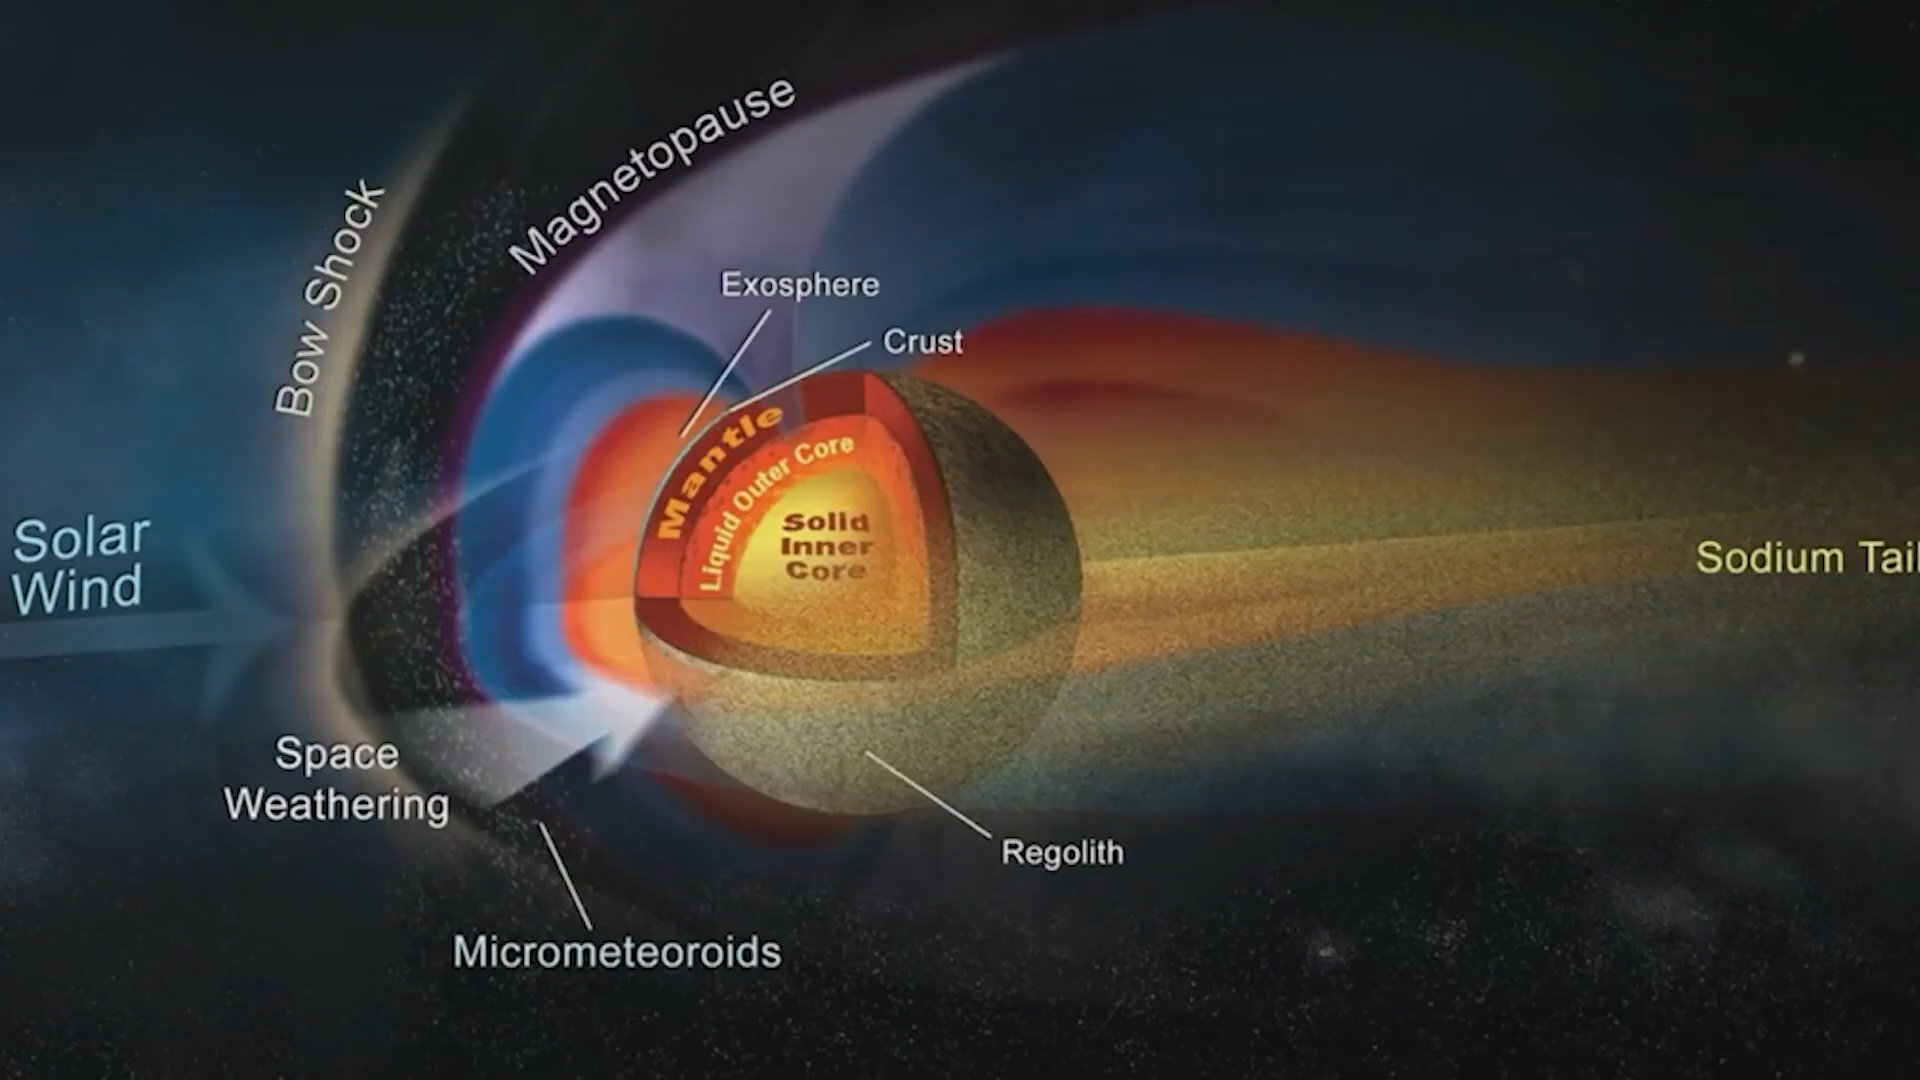 Magnetopause
Bow Shock
Exosphere
Crust
Mantle
Liquid Outer Core
Solid
Inner
Core
Solar
Wind
Sodium Tail
Space
Weathering
Regolith
Micrometeoroids